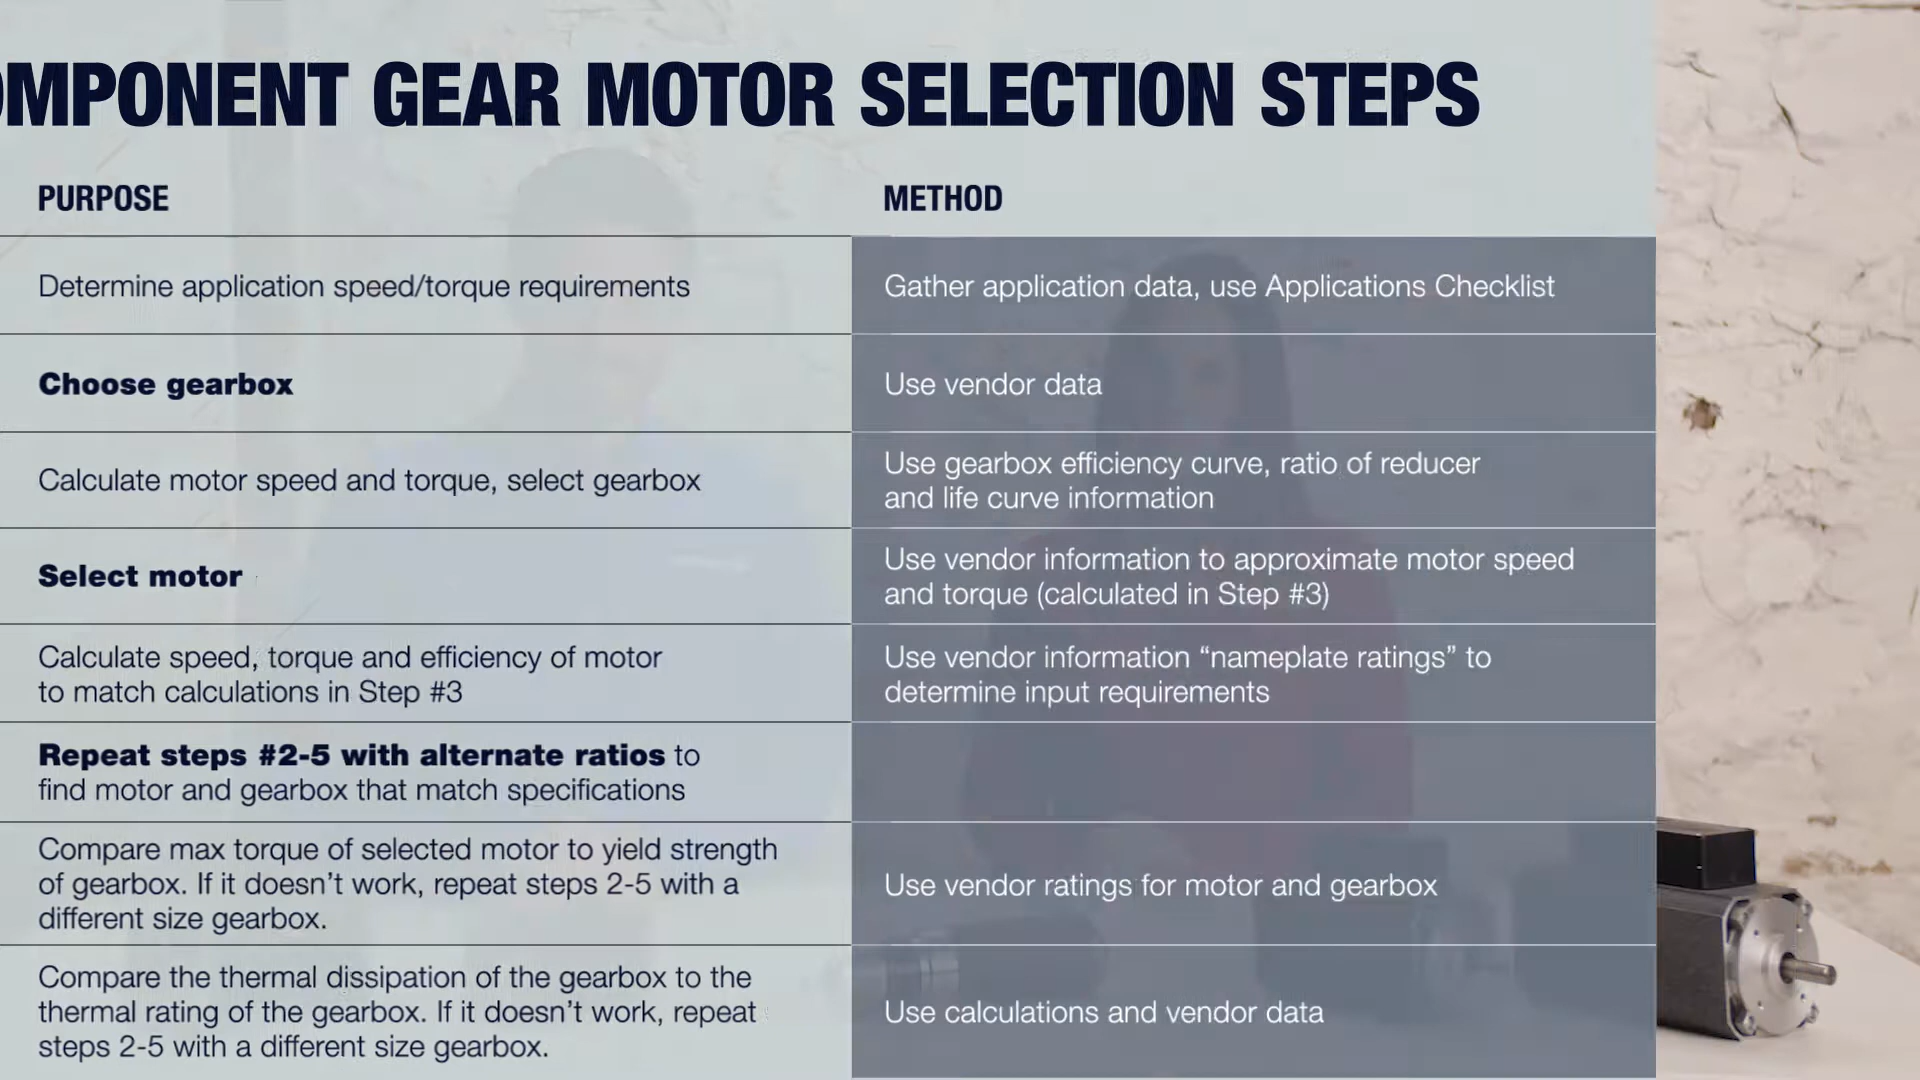 OMPONENT GEAR MOTOR SELECTION STEPS
PURPOSE
METHOD
Determine application speed/torque requirements
Gather application data, use Applications Checklist
Choose gearbox
Use vendor data
Calculate motor speed and torque, select gearbox
Use gearbox efficiency curve, ratio of reducer
and life curve information
Select motor
Use vendor information to approximate motor speed
and torque (calculated in Step #3)
Calculate speed, torque and efficiency of motor
to match calculations in Step #3
Use vendor information “nameplate ratings” to
determine input requirements
Repeat steps #2-5 with alternate ratios to
find motor and gearbox that match specifications
Compare max torque of selected motor to yield strength
of gearbox. If it doesn’t work, repeat steps 2-5 with a
different size gearbox.
Use vendor ratings for motor and gearbox
Compare the thermal dissipation of the gearbox to the
thermal rating of the gearbox. If it doesn’t work, repeat
steps 2-5 with a different size gearbox.
Use calculations and vendor data